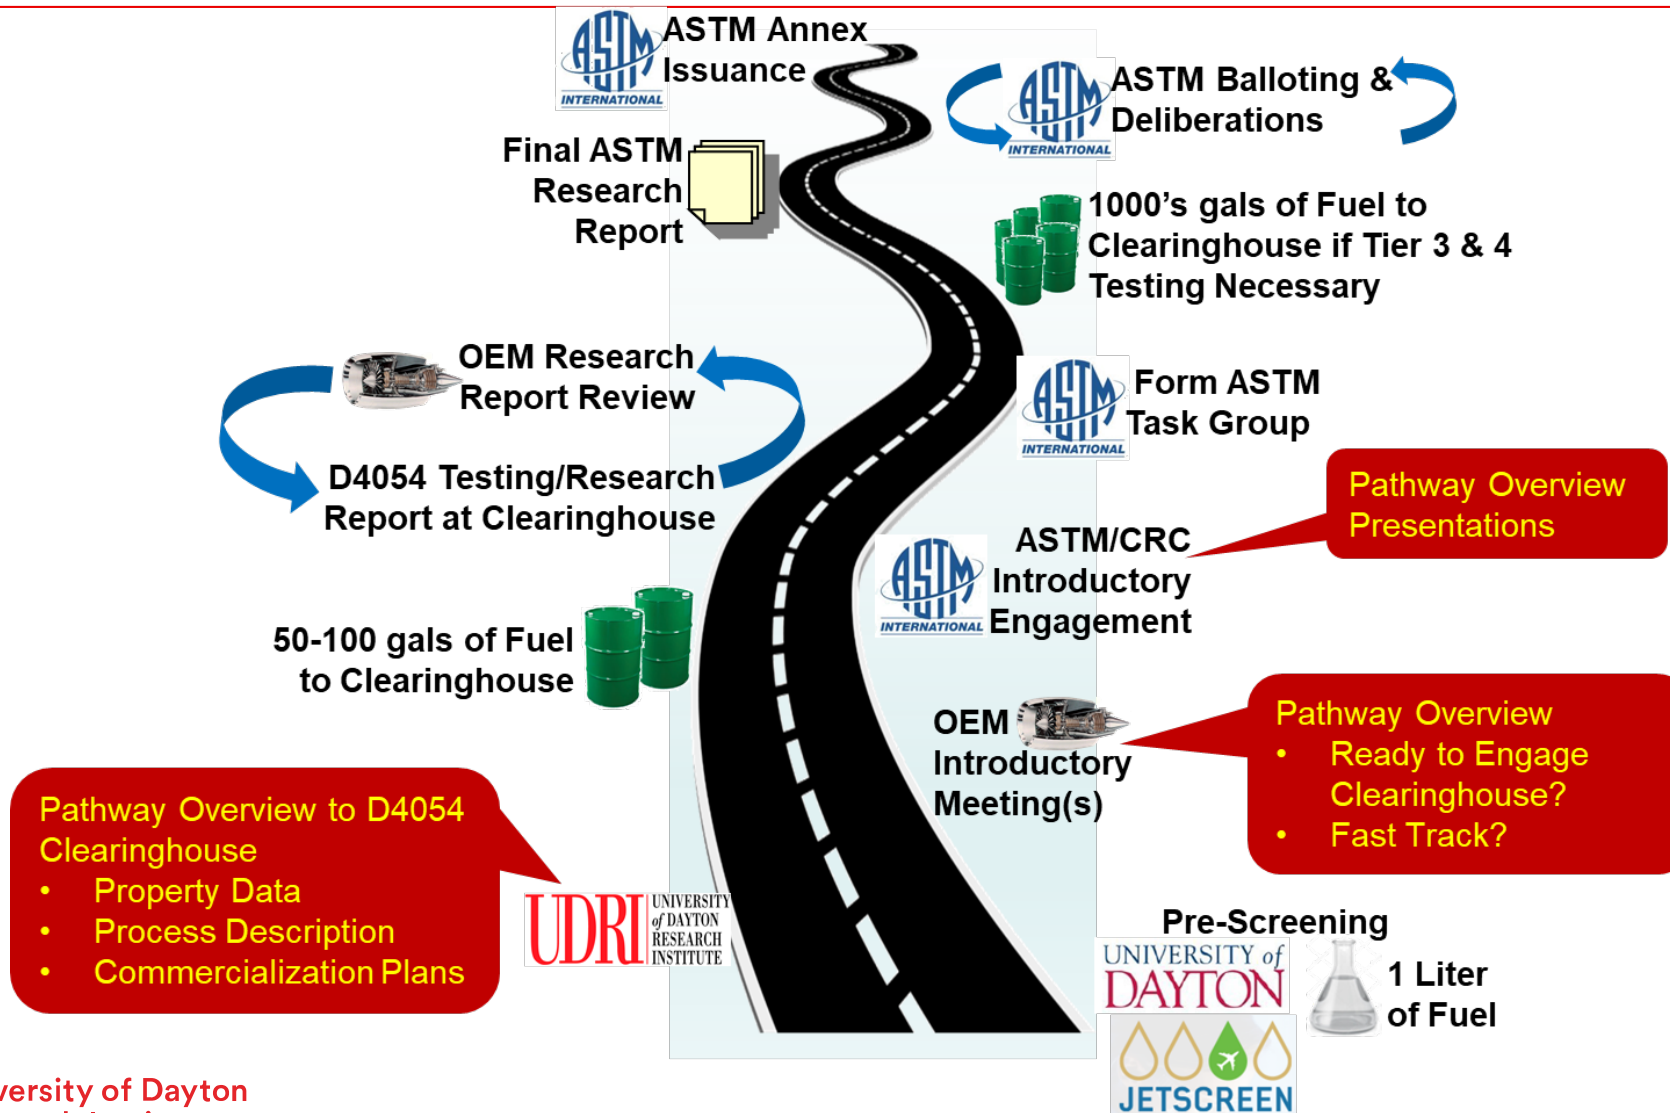 ASTM Annex
Issuance
ASTM
INTERNATIONAL
ASTM
INTERNATIONAL
ASTM Balloting &
Deliberations
Final ASTM
Research
Report
1000's gals of Fuel to
Clearinghouse if Tier 3 & 4
Testing Necessary
OEM Research
Report Review
ASTM
INTERNATIONAL
Form ASTM
Task Group
D4054 Testing/Research
Report at Clearinghouse
Pathway Overview
Presentations
ASTM
INTERNATIONAL
ASTM/CRC
Introductory
Engagement
50-100 gals of Fuel
to Clearinghouse
OEM
Introductory
Meeting(s)
Pathway Overview
• Ready to Engage
Clearinghouse?
• Fast Track?
Pathway Overview to D4054
Clearinghouse
• Property Data
• Process Description
• Commercialization Plans
UDRI
UNIVERSITY
of DAYTON
RESEARCH
INSTITUTE
Pre-Screening
UNIVERSITY of
DAYTON
1 Liter
of Fuel
JETSCREEN
of Dayton